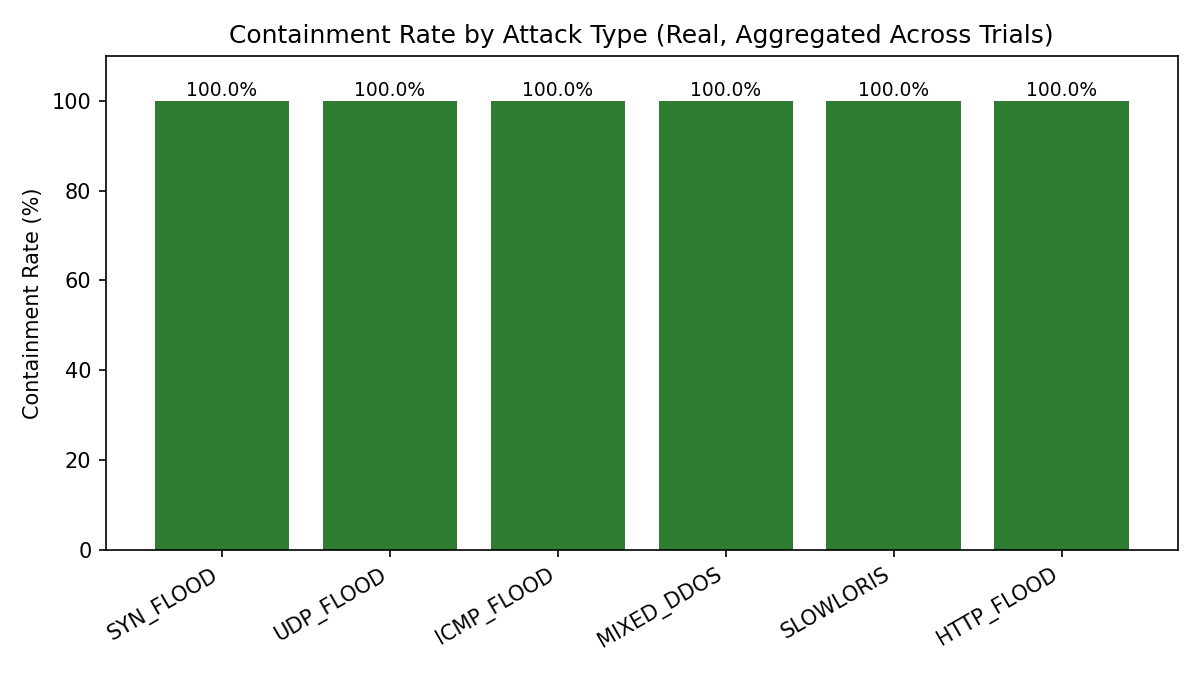 Containment Rate by Attack Type (Real, Aggregated Across Trials)
100.0% 100.0% 100.0% 100.0% 100.0% 100.0%
100
80
60
40
20
0
Containment Rate (%)
SYN_FLOOD UDP_FLOOD ICMP_FLOOD MIXED_DDOS SLOWLORIS HTTP_FLOOD